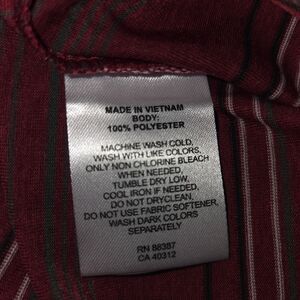 MADE IN VIETNAM
BODY:
100% POLYESTER
MACHINE WASH COLD,
WASH WITH LIKE COLORS,
ONLY NON CHLORINE BLEACH
WHEN NEEDED,
TUMBLE DRY LOW,
COOL IRON IF NEEDED,
DO NOT DRYCLEAN,
DO NOT USE FABRIC SOFTENER,
WASH DARK COLORS
SEPARATELY
RN 88387
CA 40312